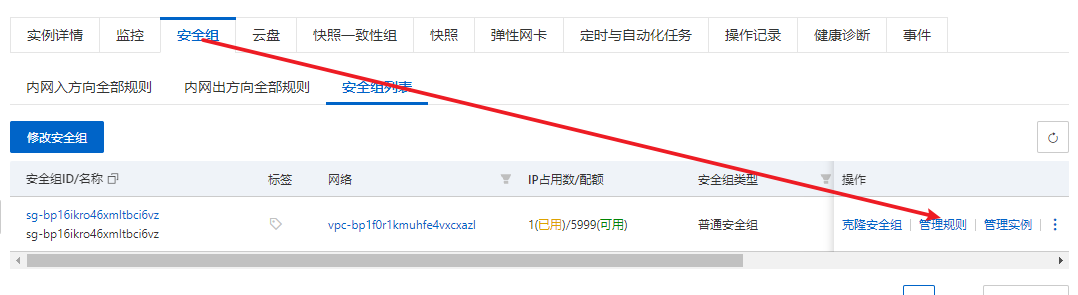 实例详情 监控 安全组 云盘 快照一致性组 快照 弹性网卡 定时与自动化任务 操作记录 健康诊断 事件
内网入方向全部规则 内网出方向全部规则 安全组列表
修改安全组
安全组ID/名称 标签 网络 IP占用数/配额 安全组类型 操作
sg-bp16ikro46xmltbci6vz
sg-bp16ikro46xmltbci6vz
vpc-bp1f0r1kmuhfe4vxcxazl 1(已用)/5999(可用) 普通安全组 克隆安全组 管理规则 管理实例